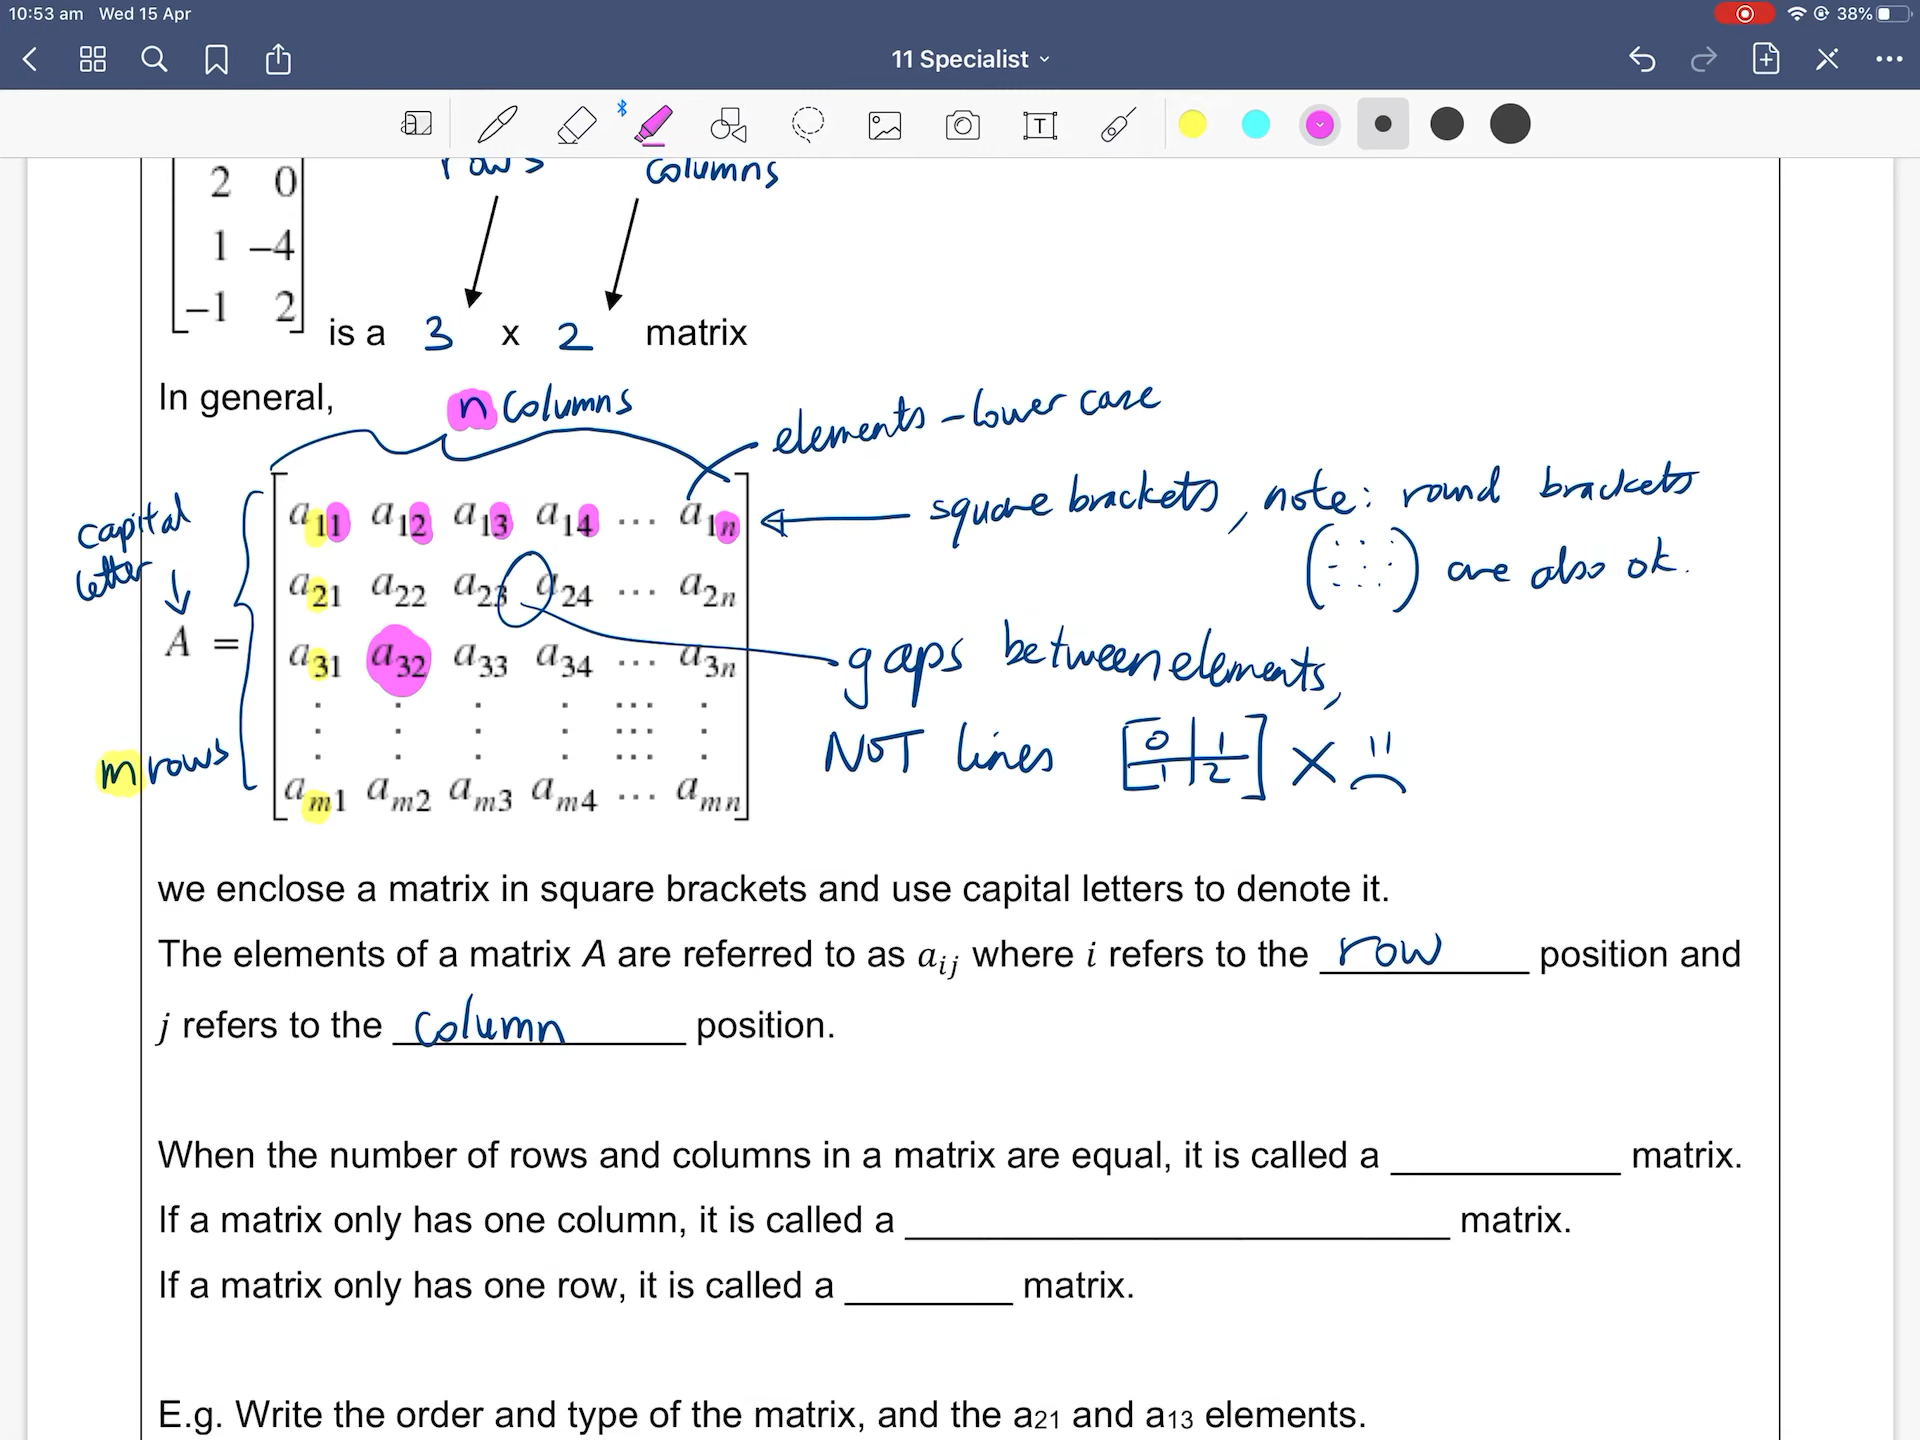 10:53 am Wed 15 Apr
38%
11 Specialist
rows columns
2 0
1 −4
−1 2
is a 3 x 2 matrix
In general,
n columns
elements - lower case
capital letter ↓
square brackets, note: round brackets
( ) are also ok.
A =
a11 a12 a13 a14 ... a1n
a21 a22 a23 a24 ... a2n
a31 a32 a33 a34 ... a3n
am1 am2 am3 am4 ... amn
m rows
gaps between elements,
NOT lines [0 1 1 2] ×
we enclose a matrix in square brackets and use capital letters to denote it.
The elements of a matrix A are referred to as aij where i refers to the row position and
j refers to the column position.
When the number of rows and columns in a matrix are equal, it is called a ________ matrix.
If a matrix only has one column, it is called a ________ matrix.
If a matrix only has one row, it is called a ________ matrix.
E.g. Write the order and type of the matrix, and the a21 and a13 elements.